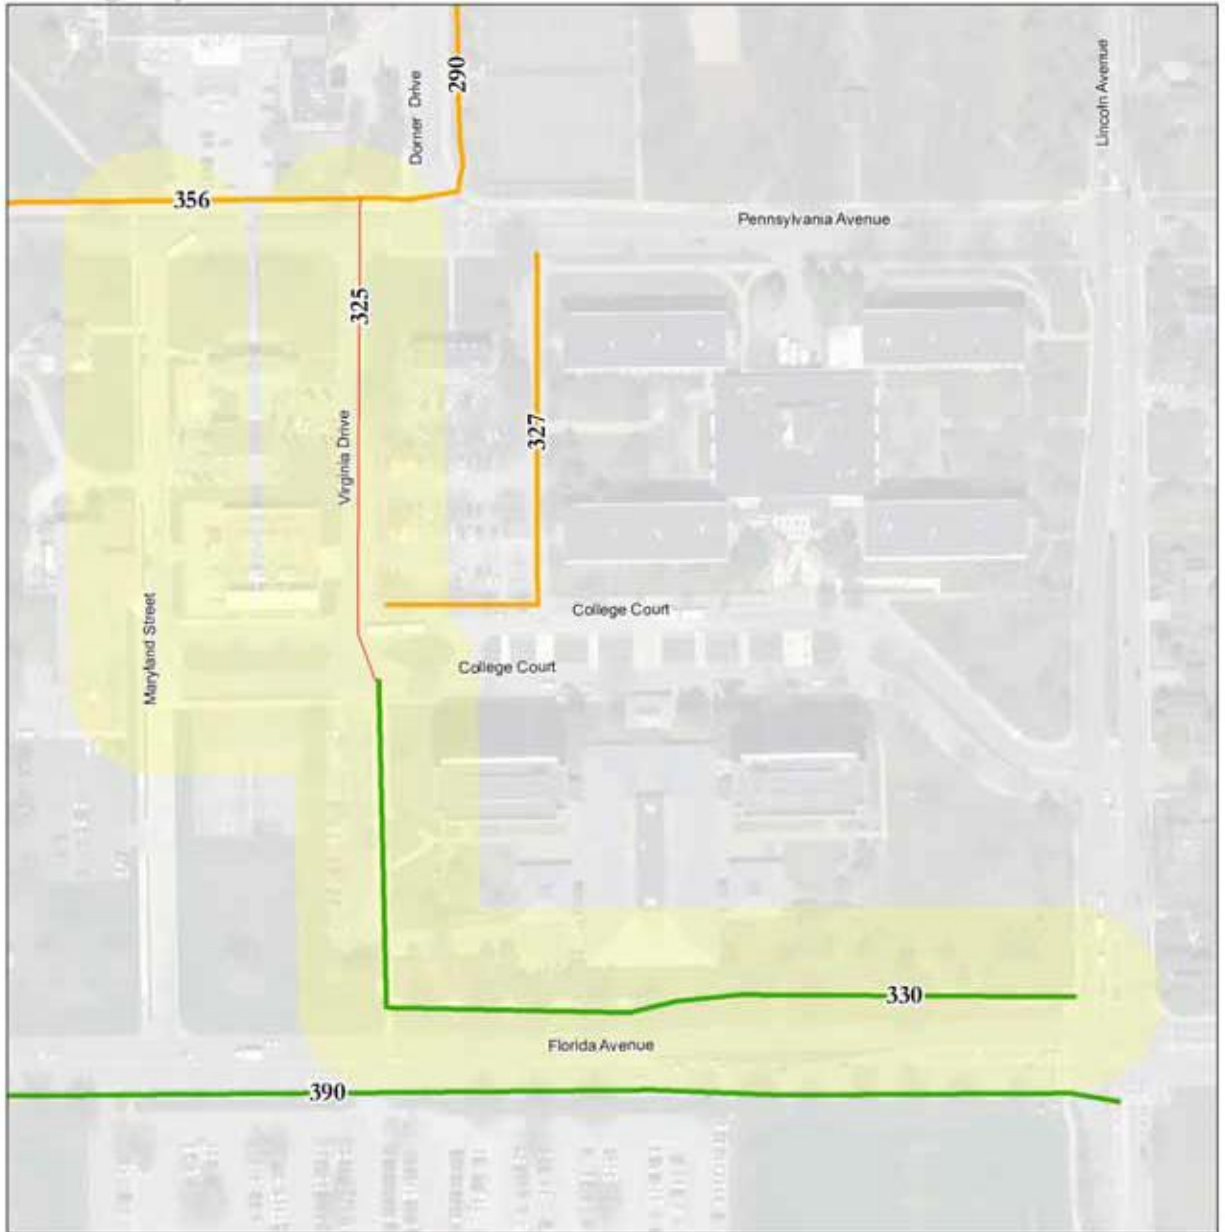 290
Dorner Drive
Lincoln Avenue
356
Pennsylvania Avenue
325
327
Virginia Drive
College Court
College Court
Maryland Street
330
Florida Avenue
390